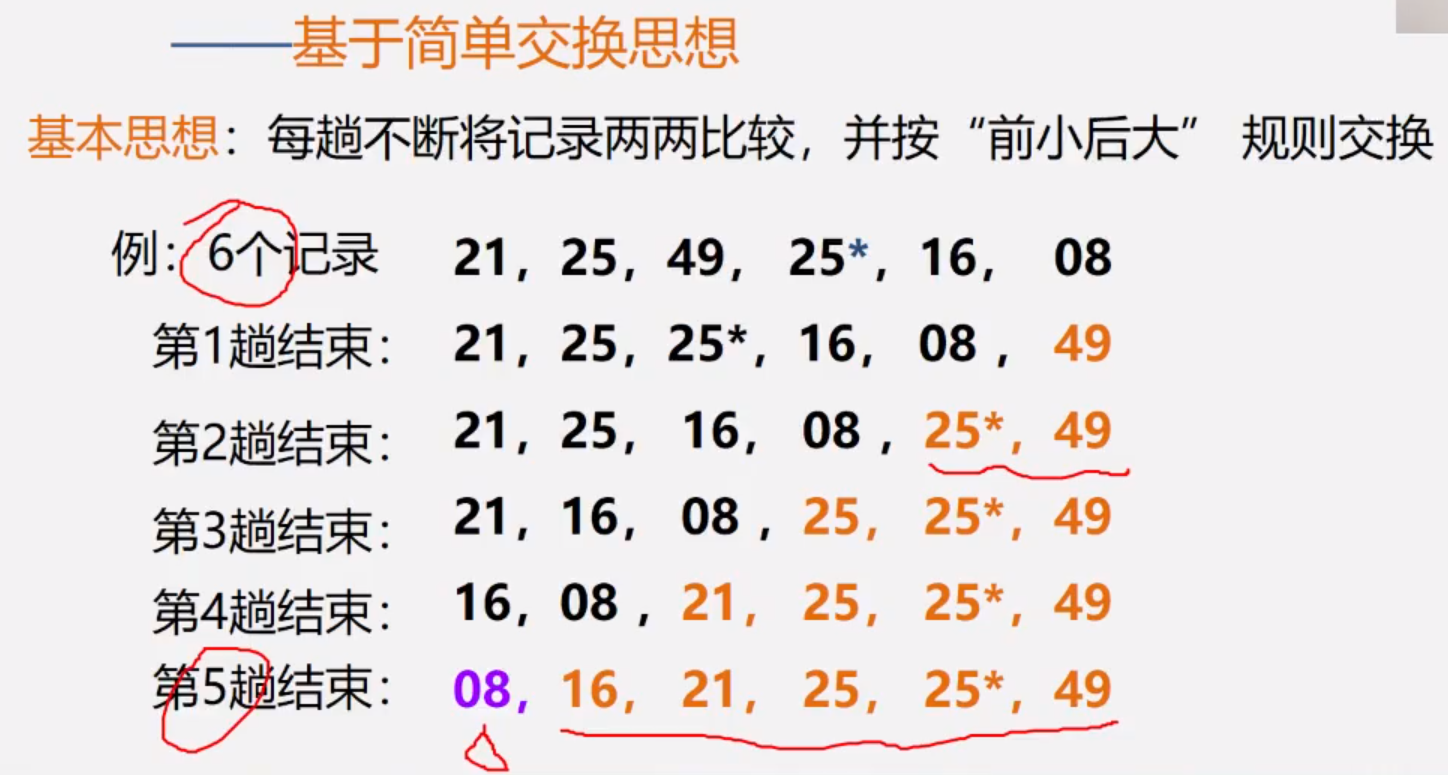 ——基于简单交换思想
基本思想：每趟不断将记录两两比较，并按“前小后大” 规则交换
例： 6个记录 21, 25, 49, 25*, 16, 08
第1趟结束： 21, 25, 25*, 16, 08 , 49
第2趟结束： 21, 25, 16, 08 , 25*, 49
第3趟结束： 21, 16, 08 , 25, 25*, 49
第4趟结束： 16, 08 , 21, 25, 25*, 49
第5趟结束： 08, 16, 21, 25, 25*, 49